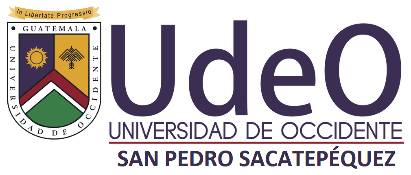 In Libertate Progressio
GUATEMALA
UNIVERSIDAD DE OCCIDENTE
UdeO
UNIVERSIDAD DE OCCIDENTE
SAN PEDRO SACATEPÉQUEZ